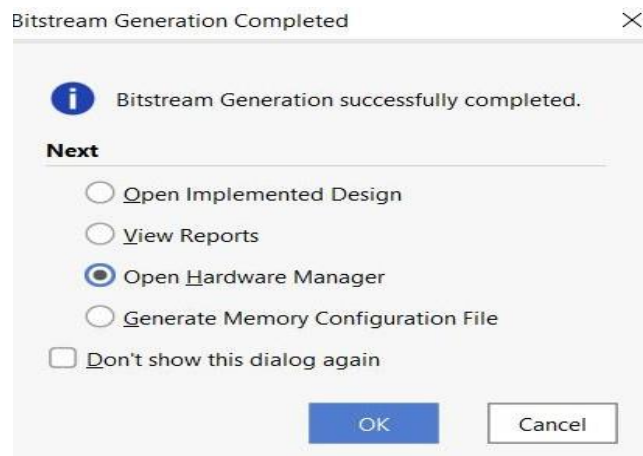 Bitstream Generation Completed
Bitstream Generation successfully completed.
Next
Open Implemented Design
View Reports
Open Hardware Manager
Generate Memory Configuration File
Don't show this dialog again
OK
Cancel